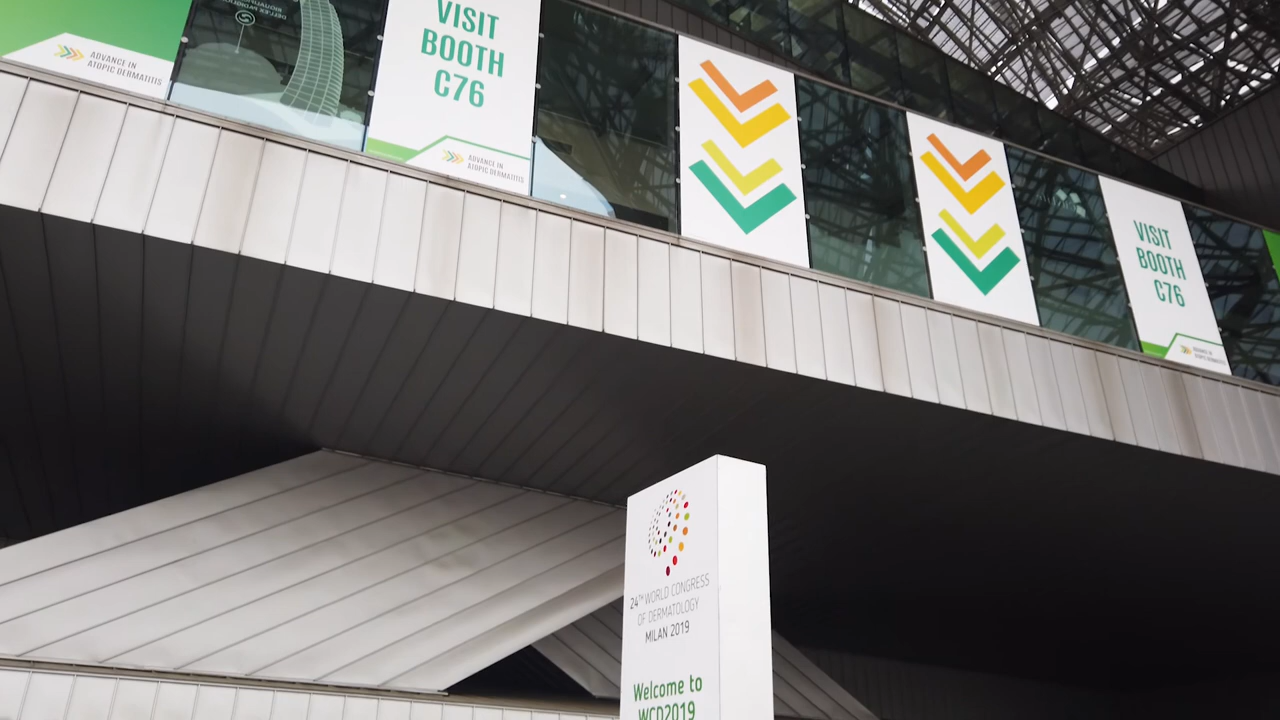 ADVANCE IN
ATOPIC DERMATITIS
VISIT
BOOTH
C76
ADVANCE IN
ATOPIC DERMATITIS
VISIT
BOOTH
C76
24TH WORLD CONGRESS
OF DERMATOLOGY
MILAN 2019
Welcome to
WCD2019